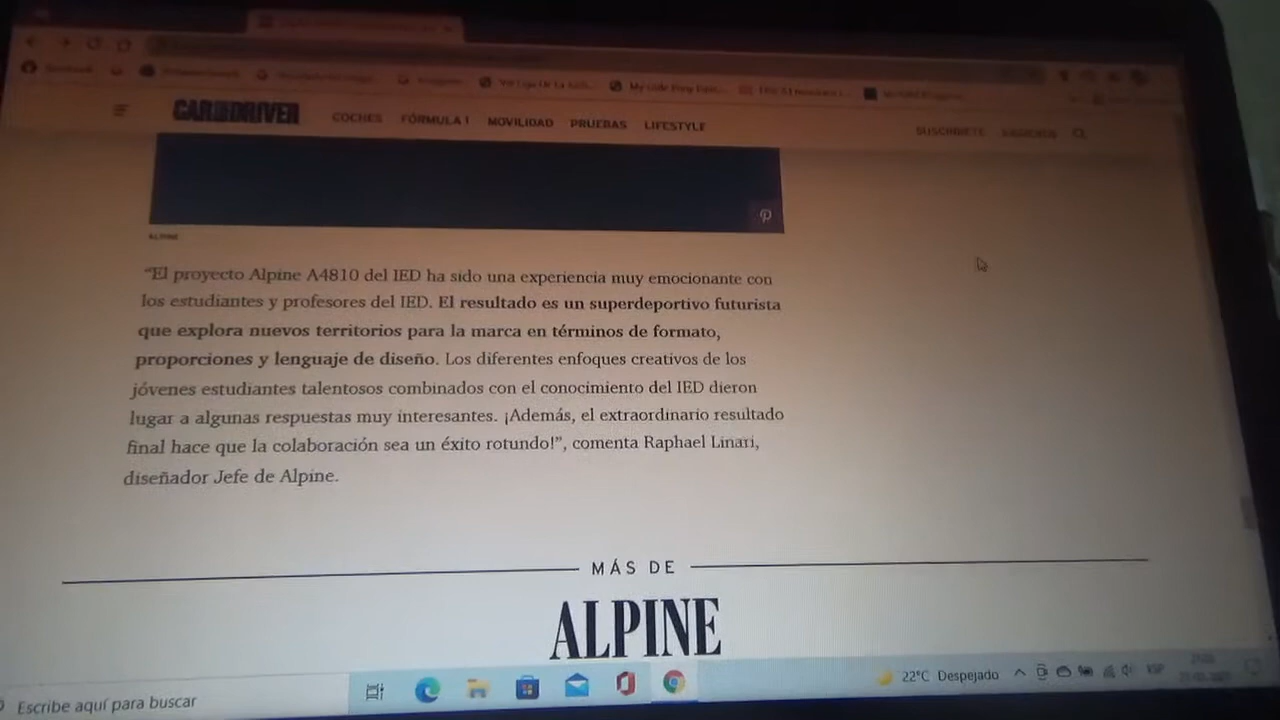 CAR AND DRIVER
COCHES FÓRMULA 1 MOVILIDAD PRUEBAS LIFESTYLE SUSCRIBETE
ALPINE
“El proyecto Alpine A4810 del IED ha sido una experiencia muy emocionante con
los estudiantes y profesores del IED. El resultado es un superdeportivo futurista
que explora nuevos territorios para la marca en términos de formato,
proporciones y lenguaje de diseño. Los diferentes enfoques creativos de los
jóvenes estudiantes talentosos combinados con el conocimiento del IED dieron
lugar a algunas respuestas muy interesantes. ¡Además, el extraordinario resultado
final hace que la colaboración sea un éxito rotundo!”, comenta Raphael Linari,
diseñador Jefe de Alpine.
MÁS DE
ALPINE
Escribe aquí para buscar
22°C Despejado ESP